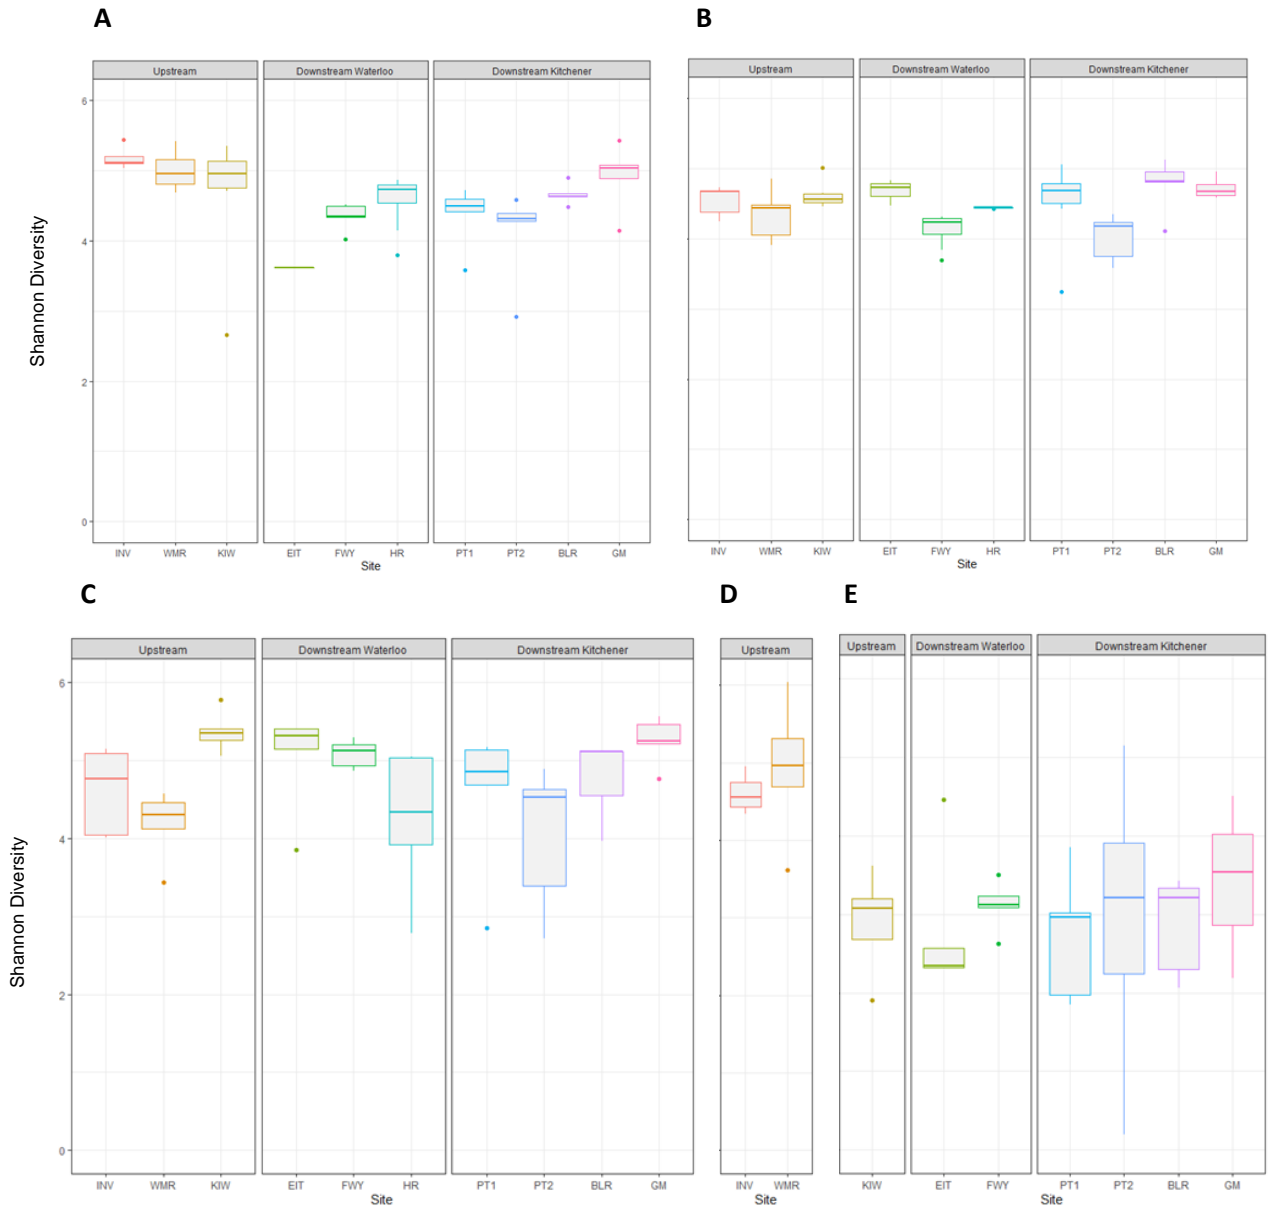 A
B
Upstream
Downstream Waterloo
Downstream Kitchener
Upstream
Downstream Waterloo
Downstream Kitchener
6
4
2
0
Shannon Diversity
INV
WMR
KIW
EIT
FWY
HR
PT1
PT2
BLR
GM
Site
INV
WMR
KIW
EIT
FWY
HR
PT1
PT2
BLR
GM
Site
C
D
E
Upstream
Downstream Waterloo
Downstream Kitchener
Upstream
Upstream
Downstream Waterloo
Downstream Kitchener
6
4
2
0
Shannon Diversity
INV
WMR
KIW
EIT
FWY
HR
PT1
PT2
BLR
GM
Site
INV
WMR
Site
KIW
EIT
FWY
PT1
PT2
BLR
GM
Site